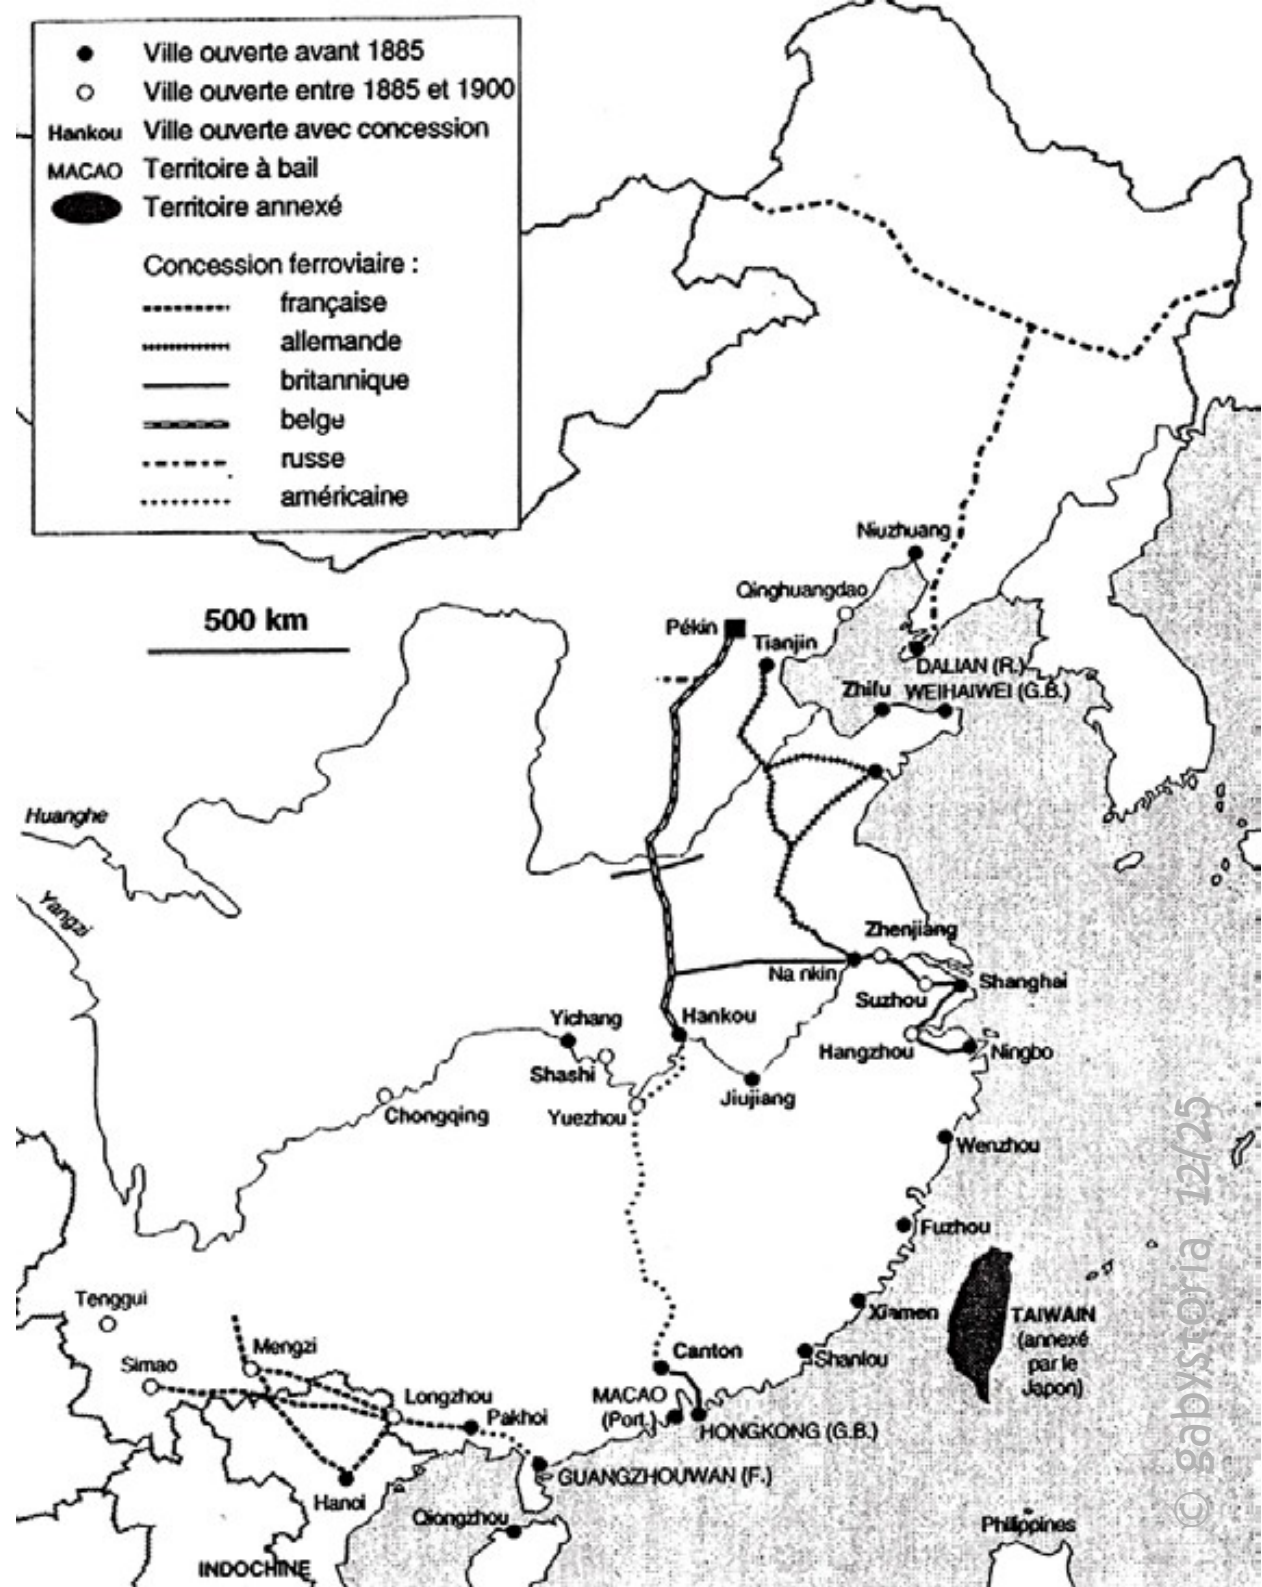 Ville ouverte avant 1885
Ville ouverte entre 1885 et 1900
Hankou Ville ouverte avec concession
MACAO Territoire à bail
Territoire annexé
Concession ferroviaire :
française
allemande
britannique
belge
russe
américaine
500 km
Niuzhuang
Qinghuangdao
Pékin
Tianjin
DALIAN (R.)
Zhifu
WEIHAIWEI (G.B.)
Huanghe
Yangzi
Zhenjiang
Na nkin
Shanghai
Suzhou
Yichang
Hankou
Hangzhou
Ningbo
Shashi
Jiujiang
Chongqing
Yuezhou
Wenzhou
Fuzhou
Tenggui
Xiamen
TAIWAIN
(annexé
par le
Japon)
Mengzi
Canton
Shanlou
Simao
Longzhou
MACAO
(Port.)
Pakhoi
HONGKONG (G.B.)
GUANGZHOUWAN (F.)
Hanoi
Qiongzhou
Philippines
INDOCHINE
© gabystoria 12/25